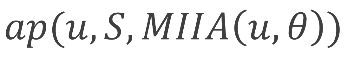 ap(u, S, MIIA(u, θ))